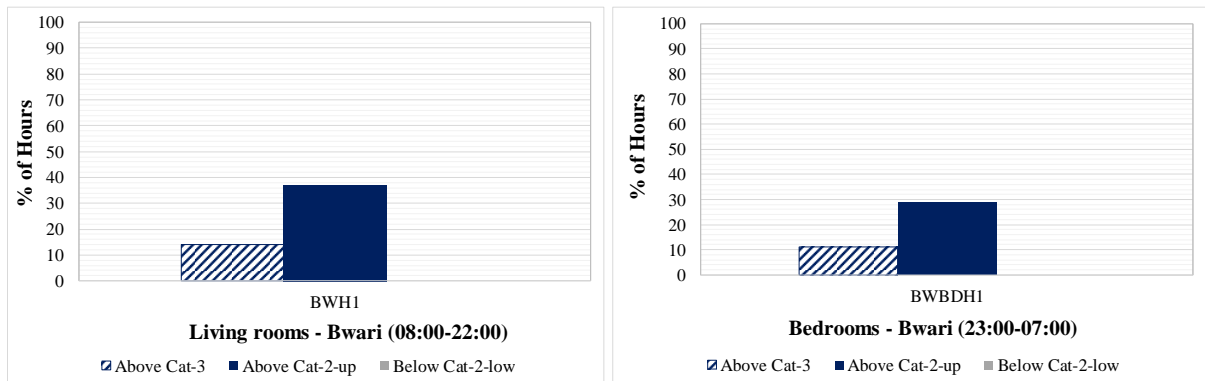 100
90
80
70
60
50
40
30
20
10
0
% of Hours
BWH1
Living rooms - Bwari (08:00-22:00)
Above Cat-3 Above Cat-2-up Below Cat-2-low
100
90
80
70
60
50
40
30
20
10
0
% of Hours
BWBDH1
Bedrooms - Bwari (23:00-07:00)
Above Cat-3 Above Cat-2-up Below Cat-2-low